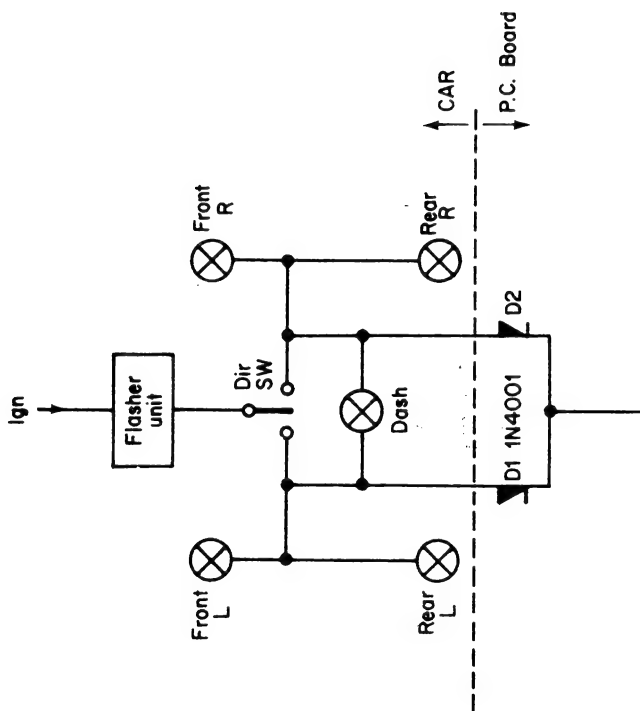 Ign
Flasher
unit
Dir
SW
Front
L
Front
R
Dash
Rear
L
Rear
R
CAR
P.C. Board
D1 1N4001
D2